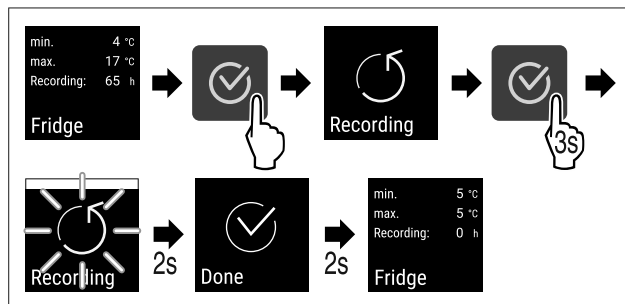 min. 4 °C
max. 17 °C
Recording: 65 h
Fridge
Recording
3s
Recording
2s
Done
2s
min. 5 °C
max. 5 °C
Recording: 0 h
Fridge